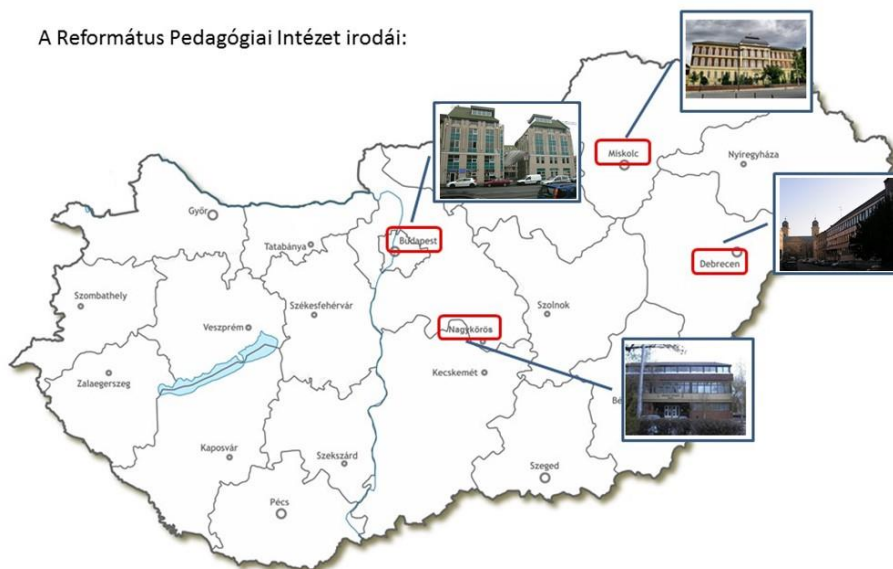 A Református Pedagógiai Intézet irodái:
Miskolc
Nyíregyháza
Győr
Budapest
Tatabánya
Debrecen
Szombathely
Székesfehérvár
Szolnok
Veszprém
Nagykőrös
Zalaegerszeg
Kecskemét
Bé
Kaposvár
Szekszárd
Szeged
Pécs